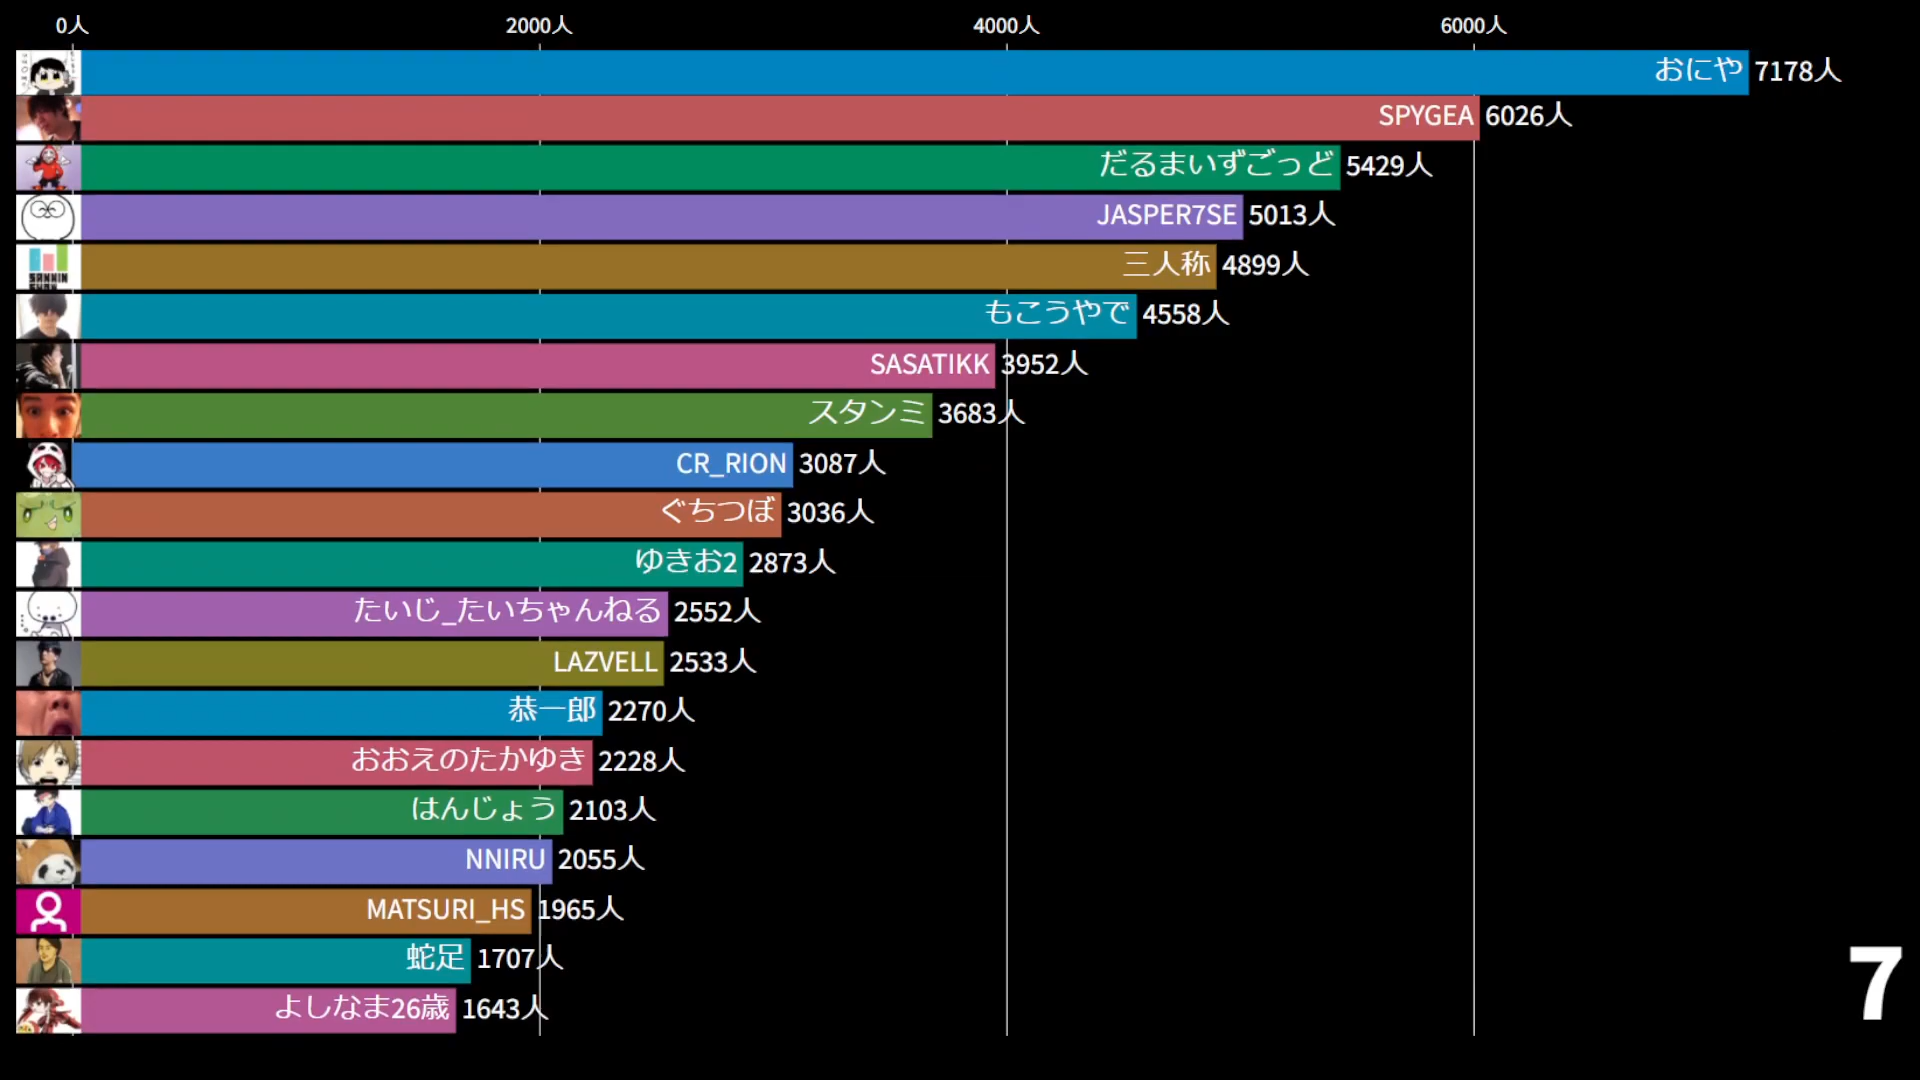 0人 2000人 4000人 6000人
おにや 7178人
SPYGEA 6026人
だるまいずごっど 5429人
JASPER7SE 5013人
三人称 4899人
もこうやで 4558人
SASATIKK 3952人
スタンミ 3683人
CR_RION 3087人
ぐちつぼ 3036人
ゆきお2 2873人
たいじ_たいちゃんねる 2552人
LAZVELL 2533人
恭一郎 2270人
おおえのたかゆき 2228人
はんじょう 2103人
NNIRU 2055人
MATSURI_HS 1965人
蛇足 1707人
よしなま26歳 1643人
7